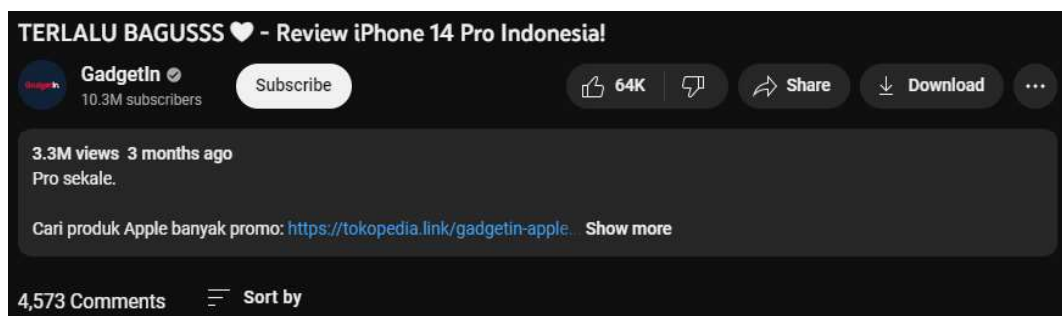 TERLALU BAGUSSS 🤍 - Review iPhone 14 Pro Indonesia!
GadgetIn
GadgetIn
10.3M subscribers
Subscribe
64K
Share
Download
...
3.3M views 3 months ago
Pro sekale.
Cari produk Apple banyak promo: https://tokopedia.link/gadgetin-apple... Show more
4,573 Comments
Sort by